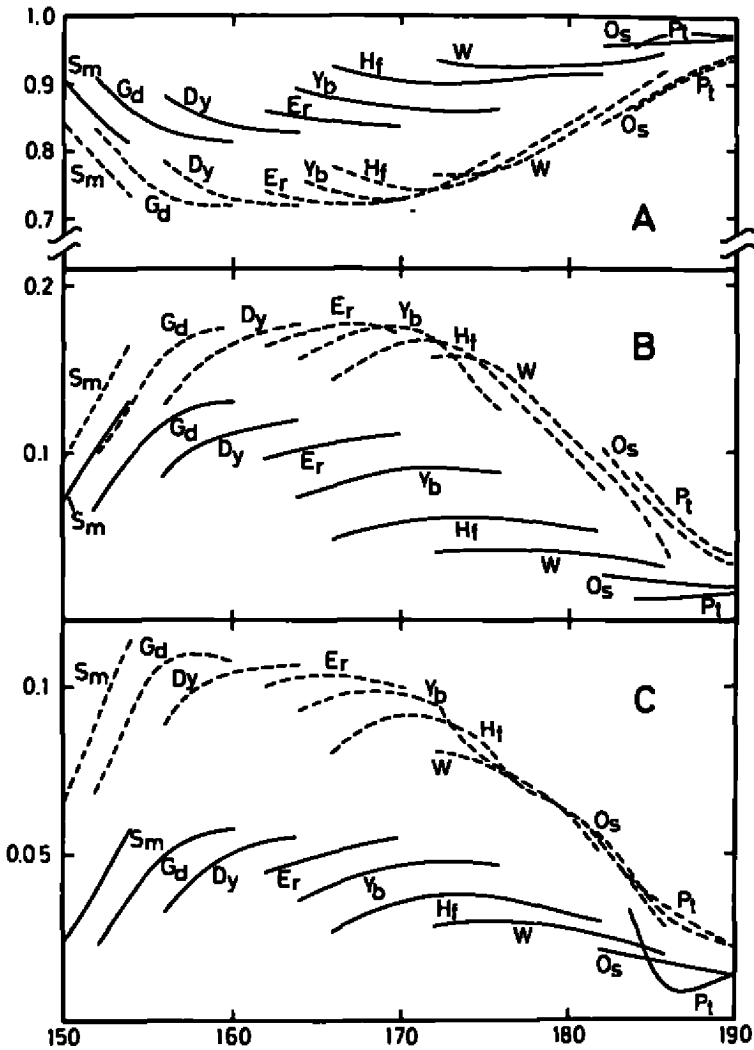 1.0
0.9
0.8
0.7
Sm
Gd
Dy
Er
Yb
Hf
W
Os
Pt
Sm
Gd
Dy
Er
Yb
Hf
W
Os
Pt
A
0.2
0.1
Sm
Gd
Dy
Er
Yb
Hf
W
Os
Pt
B
Sm
Gd
Dy
Er
Yb
Hf
W
Os
Pt
0.1
0.05
Sm
Gd
Dy
Er
Yb
Hf
W
Os
Pt
C
Sm
Gd
Dy
Er
Yb
Hf
W
Os
Pt
150
160
170
180
190